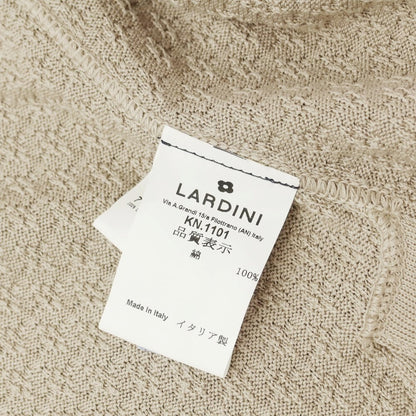 LARDINI
Via A.Grandi 15/a Filottrano (AN) Italy
KN.1101
品質表示
綿 100%
Made in Italy
イタリア製